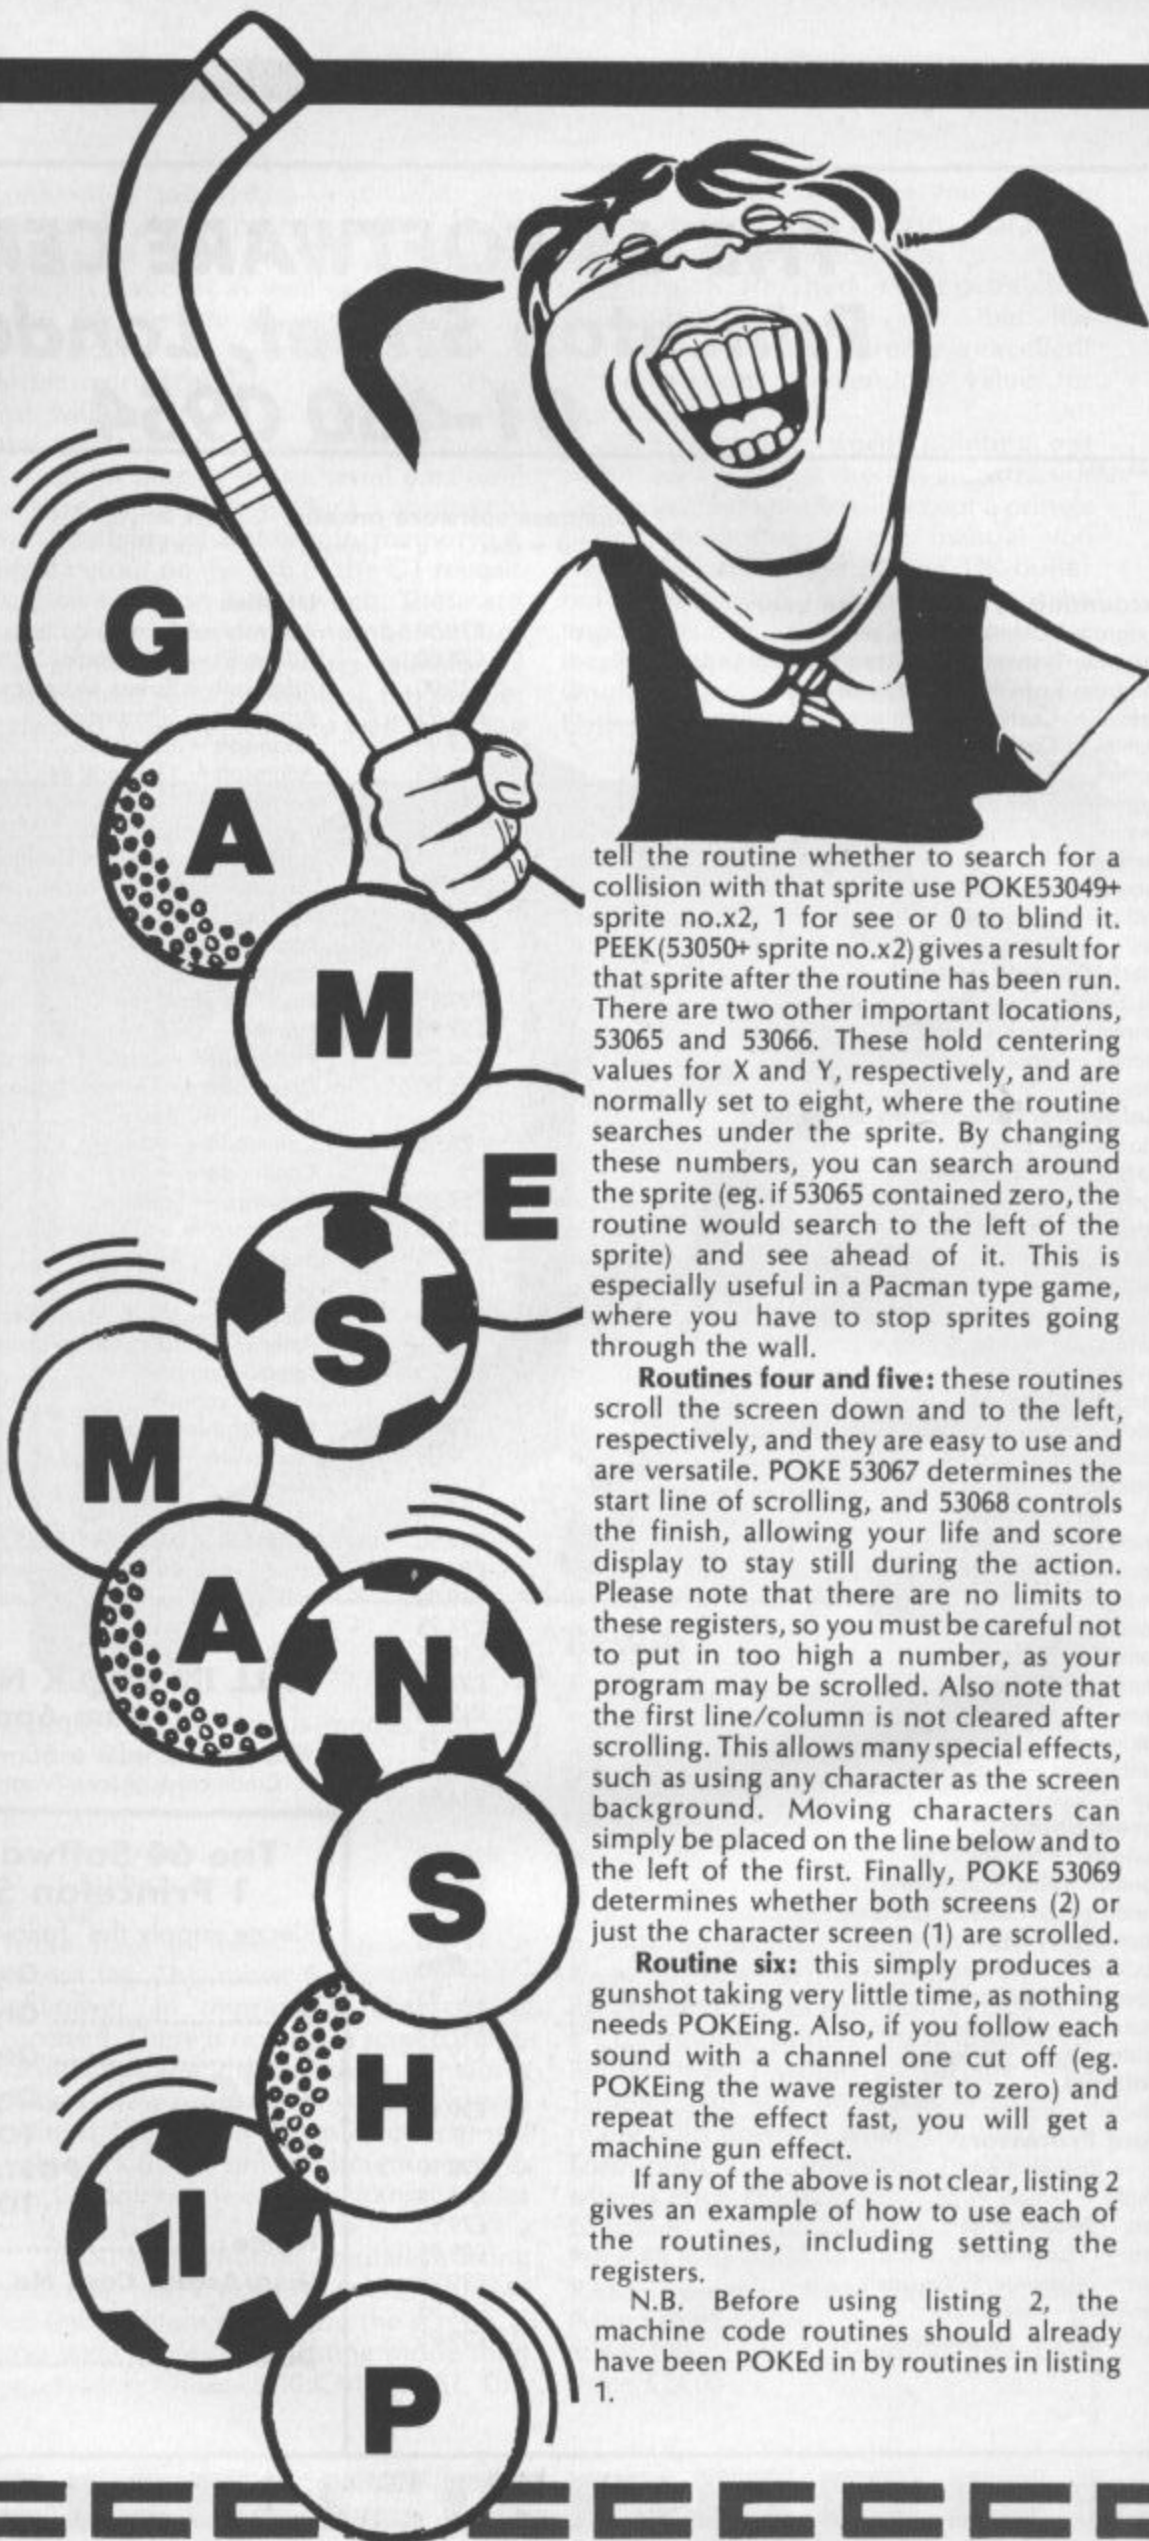 GAMESMANSHIP
tell the routine whether to search for a
collision with that sprite use POKE53049+
sprite no.x2, 1 for see or 0 to blind it.
PEEK(53050+ sprite no.x2) gives a result for
that sprite after the routine has been run.
There are two other important locations,
53065 and 53066. These hold centering
values for X and Y, respectively, and are
normally set to eight, where the routine
searches under the sprite. By changing
these numbers, you can search around
the sprite (eg. if 53065 contained zero, the
routine would search to the left of the
sprite) and see ahead of it. This is
especially useful in a Pacman type game,
where you have to stop sprites going
through the wall.
Routines four and five: these routines
scroll the screen down and to the left,
respectively, and they are easy to use and
are versatile. POKE 53067 determines the
start line of scrolling, and 53068 controls
the finish, allowing your life and score
display to stay still during the action.
Please note that there are no limits to
these registers, so you must be careful not
to put in too high a number, as your
program may be scrolled. Also note that
the first line/column is not cleared after
scrolling. This allows many special effects,
such as using any character as the screen
background. Moving characters can
simply be placed on the line below and to
the left of the first. Finally, POKE 53069
determines whether both screens (2) or
just the character screen (1) are scrolled.
Routine six: this simply produces a
gunshot taking very little time, as nothing
needs POKEing. Also, if you follow each
sound with a channel one cut off (eg.
POKEing the wave register to zero) and
repeat the effect fast, you will get a
machine gun effect.
If any of the above is not clear, listing 2
gives an example of how to use each of
the routines, including setting the
registers.
N.B. Before using listing 2, the
machine code routines should already
have been POKEd in by routines in listing
1.